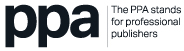 ppa
The PPA stands
for professional
publishers